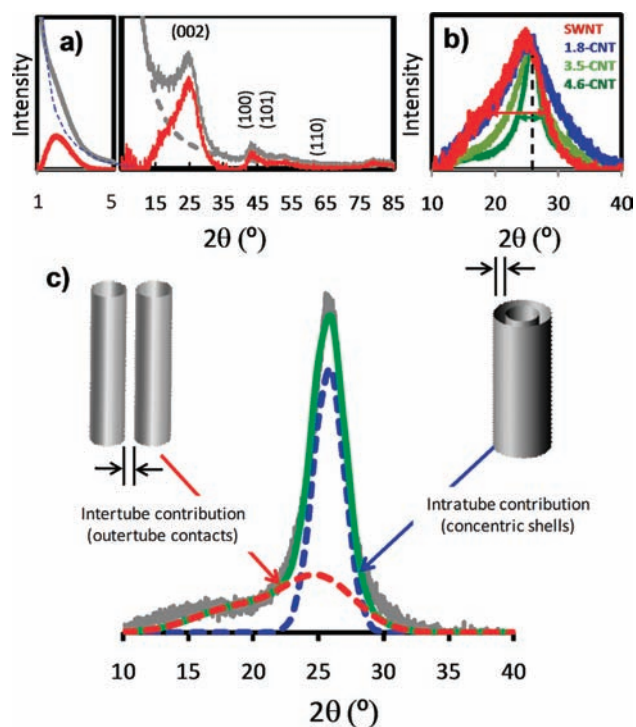 a)
(002)
(100)
(101)
(110)
Intensity
1 5 15 25 35 45 55 65 75 85
2θ (º)
b)
SWNT
1.8-CNT
3.5-CNT
4.6-CNT
Intensity
10 20 30 40
2θ (º)
c)
Intertube contribution
(outertube contacts)
Intratube contribution
(concentric shells)
10 15 20 25 30 35 40
2θ (º)